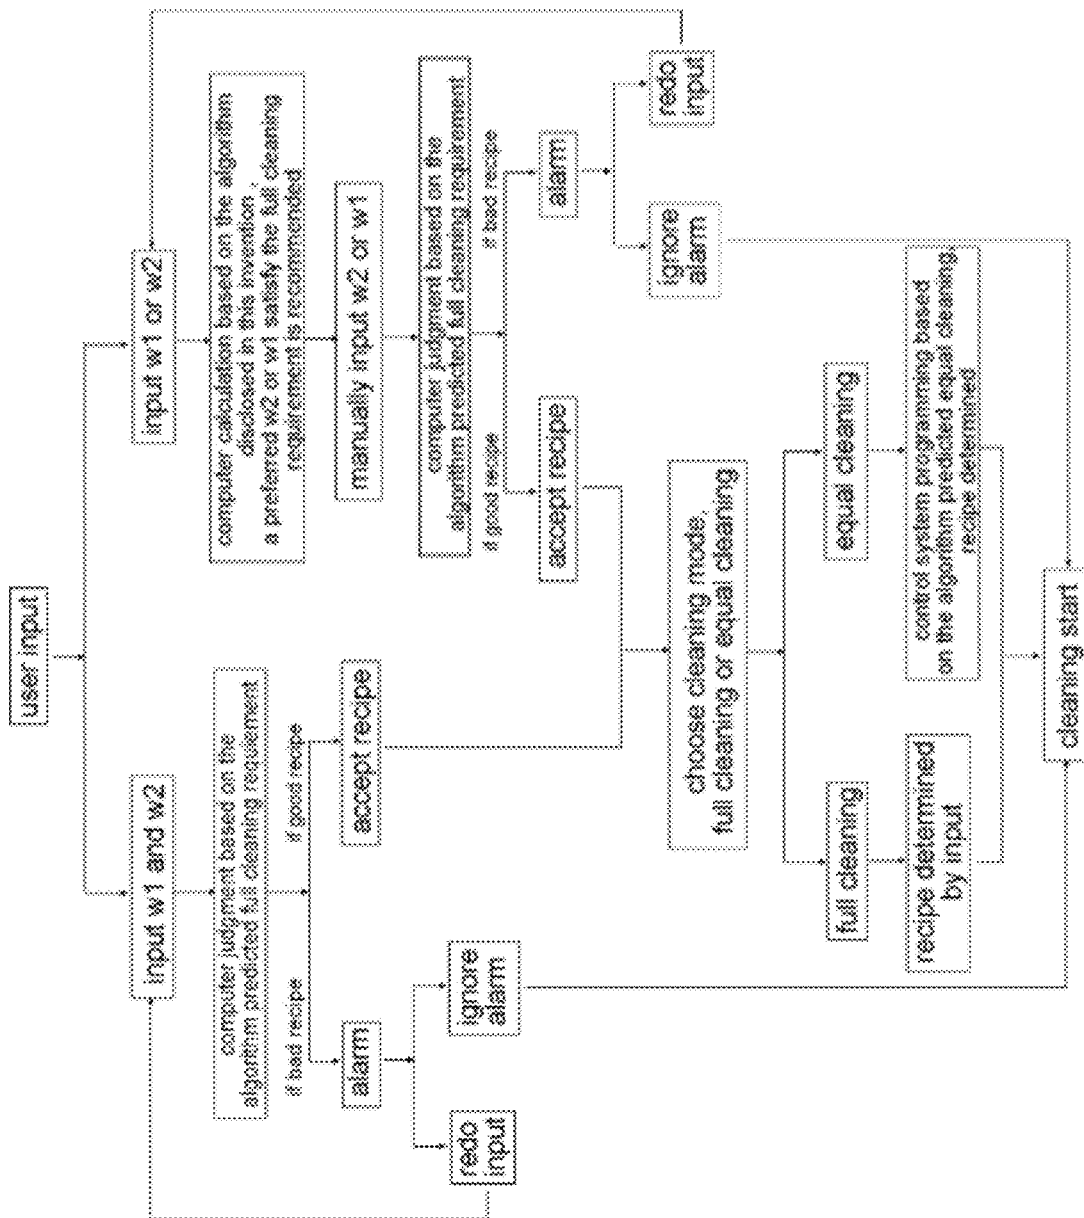 user input
input w1 and w2
computer judgment based on the
algorithm predicted full cleaning requiement
if bad recipe
if good recipe
alarm
accept recipe
redo
input
ignore
alarm
input w1 or w2
computer calculation based on the algorithm
disclosed in this invention ,
a preferred w2 or w1 satisfy the full cleaning
requirement is recommended
manually input w2 or w1
computer judgment based on the
algorithm predicted full cleaning requirement
if good recipe
if bad recipe
accept recipe
alarm
ignore
alarm
redo
input
choose cleaning mode,
full cleaning or equal cleaning
full cleaning
equal cleaning
recipe determined
by input
control system programing based
on the algorithm predicted equal cleaning,
recipe determined
cleaning start